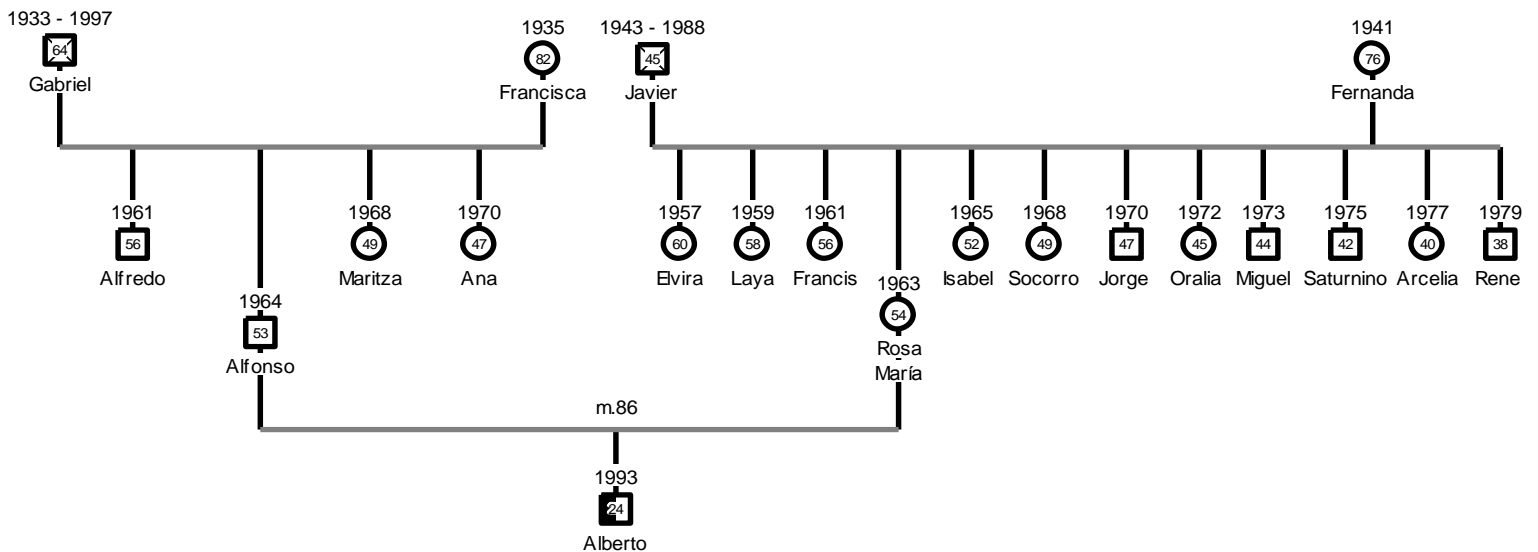 1933 - 1997
64
Gabriel
1935
82
Francisca
1943 - 1988
45
Javier
1941
76
Fernanda
1961
56
Alfredo
1964
53
Alfonso
1968
49
Maritza
1970
47
Ana
1957
60
Elvira
1959
58
Laya
1961
56
Francis
1963
54
Rosa
María
1965
52
Isabel
1968
49
Socorro
1970
47
Jorge
1972
45
Oralia
1973
44
Miguel
1975
42
Saturnino
1977
40
Arcelia
1979
38
Rene
m.86
1993
24
Alberto